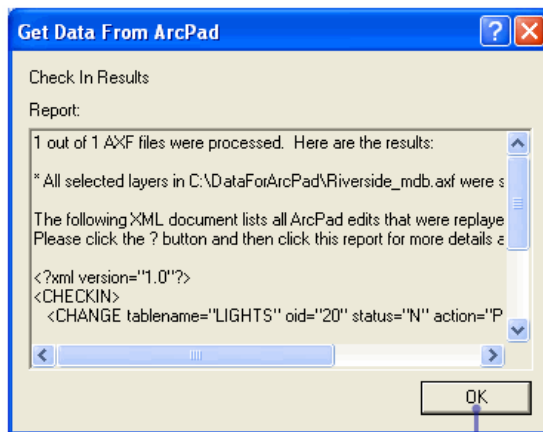 Get Data From ArcPad
Check In Results
Report:
1 out of 1 AXF files were processed. Here are the results:
* All selected layers in C:\DataForArcPad\Riverside_mdb.axf were s
The following XML document lists all ArcPad edits that were replaye
Please click the ? button and then click this report for more details a
<?xml version="1.0"?>
<CHECKIN>
<CHANGE tablename="LIGHTS" oid="20" status="N" action="P
OK